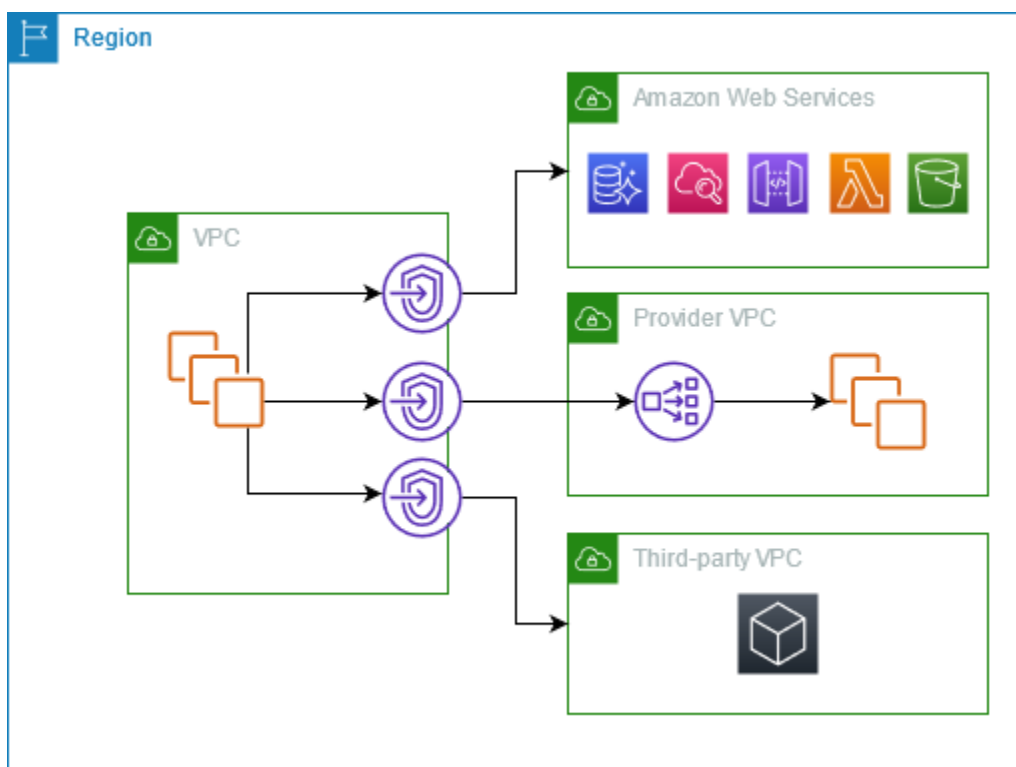 Region
Amazon Web Services
VPC
Provider VPC
Third-party VPC